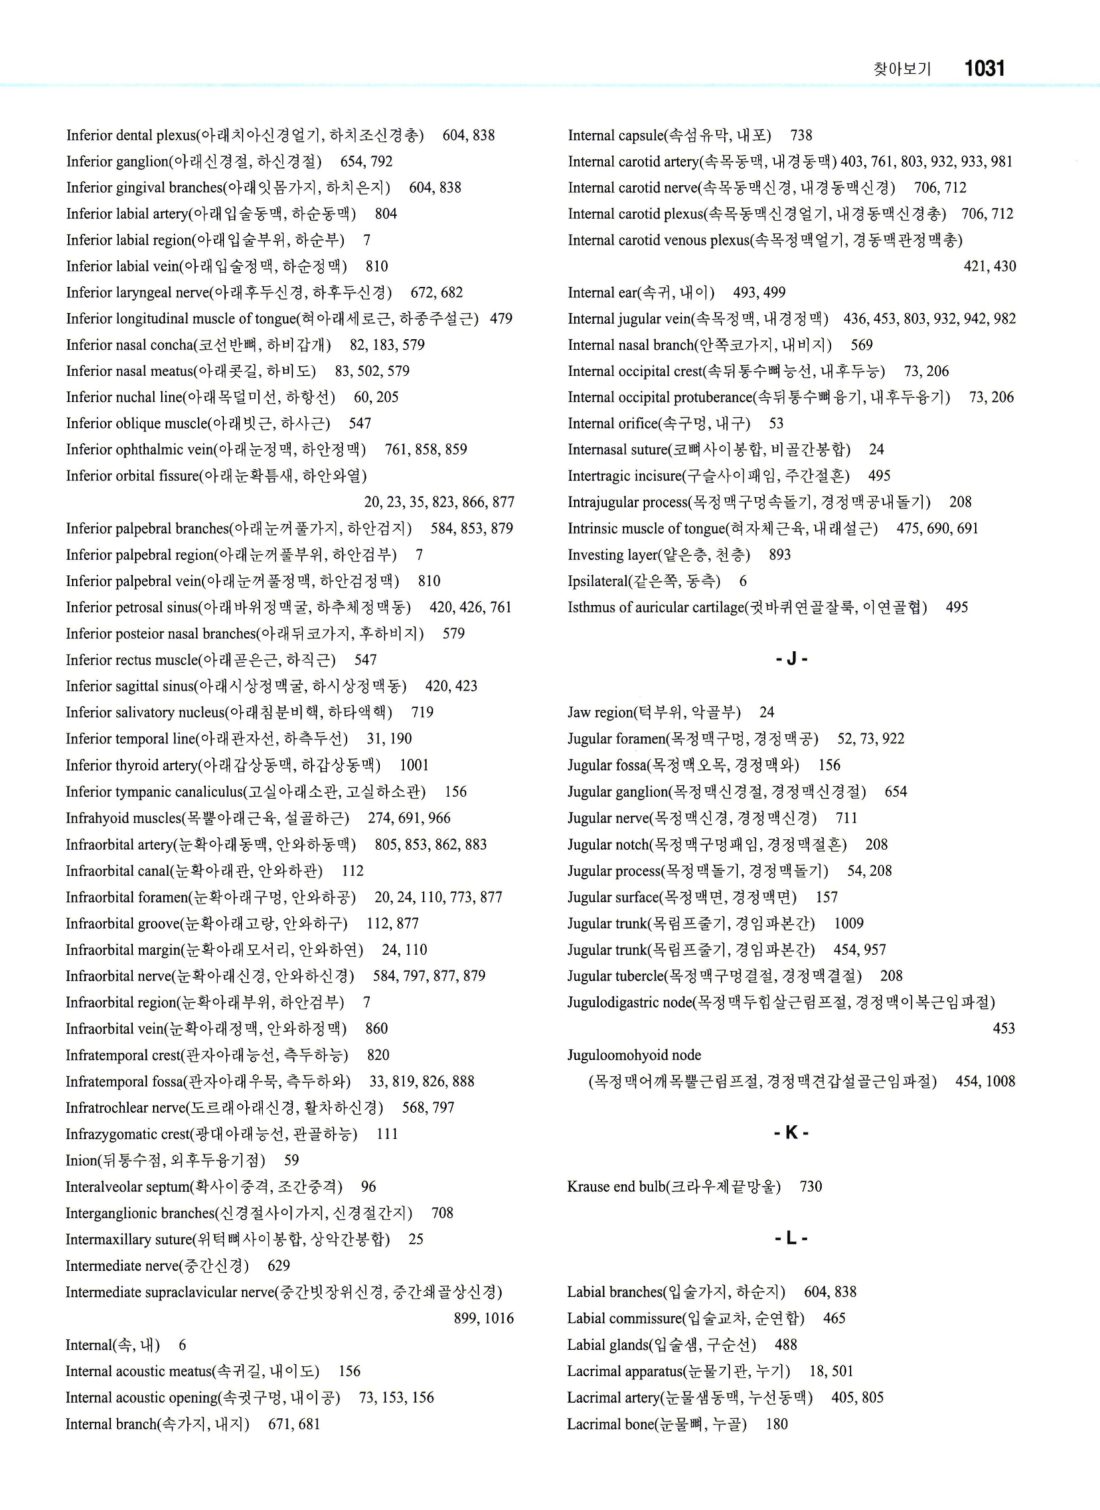 찾아보기 1031
Inferior dental plexus(아래치아신경얼기, 하치조신경총) 604, 838
Inferior ganglion(아래신경절, 하신경절) 654, 792
Inferior gingival branches(아래잇몸가지, 하치은지) 604, 838
Inferior labial artery(아래입술동맥, 하순동맥) 804
Inferior labial region(아래입술부위, 하순부) 7
Inferior labial vein(아래입술정맥, 하순정맥) 810
Inferior laryngeal nerve(아래후두신경, 하후두신경) 672, 682
Inferior longitudinal muscle of tongue(혀아래세로근, 하종주설근) 479
Inferior nasal concha(코선반뼈, 하비갑개) 82, 183, 579
Inferior nasal meatus(아래콧길, 하비도) 83, 502, 579
Inferior nuchal line(아래목덜미선, 하항선) 60, 205
Inferior oblique muscle(아래빗근, 하사근) 547
Inferior ophthalmic vein(아래눈정맥, 하안정맥) 761, 858, 859
Inferior orbital fissure(아래눈확틈새, 하안와열)
20, 23, 35, 823, 866, 877
Inferior palpebral branches(아래눈꺼풀가지, 하안검지) 584, 853, 879
Inferior palpebral region(아래눈꺼풀부위, 하안검부) 7
Inferior palpebral vein(아래눈꺼풀정맥, 하안검정맥) 810
Inferior petrosal sinus(아래바위정맥굴, 하추체정맥동) 420, 426, 761
Inferior posteior nasal branches(아래뒤코가지, 후하비지) 579
Inferior rectus muscle(아래곧은근, 하직근) 547
Inferior sagittal sinus(아래시상정맥굴, 하시상정맥동) 420, 423
Inferior salivatory nucleus(아래침분비핵, 하타액핵) 719
Inferior temporal line(아래관자선, 하측두선) 31, 190
Inferior thyroid artery(아래갑상동맥, 하갑상동맥) 1001
Inferior tympanic canaliculus(고실아래소관, 고실하소관) 156
Infrahyoid muscles(목뿔아래근육, 설골하근) 274, 691, 966
Infraorbital artery(눈확아래동맥, 안와하동맥) 805, 853, 862, 883
Infraorbital canal(눈확아래관, 안와하관) 112
Infraorbital foramen(눈확아래구멍, 안와하공) 20, 24, 110, 773, 877
Infraorbital groove(눈확아래고랑, 안와하구) 112, 877
Infraorbital margin(눈확아래모서리, 안와하연) 24, 110
Infraorbital nerve(눈확아래신경, 안와하신경) 584, 797, 877, 879
Infraorbital region(눈확아래부위, 하안검부) 7
Infraorbital vein(눈확아래정맥, 안와하정맥) 860
Infratemporal crest(관자아래능선, 측두하능) 820
Infratemporal fossa(관자아래우묵, 측두하와) 33, 819, 826, 888
Infratrochlear nerve(도르래아래신경, 활차하신경) 568, 797
Infrazygomatic crest(광대아래능선, 관골하능) 111
Inion(뒤통수점, 외후두융기점) 59
Interalveolar septum(확사이중격, 조간중격) 96
Interganglionic branches(신경절사이가지, 신경절간지) 708
Intermaxillary suture(위턱뼈사이봉합, 상악간봉합) 25
Intermediate nerve(중간신경) 629
Intermediate supraclavicular nerve(중간빗장위신경, 중간쇄골상신경)
899, 1016
Internal(속, 내) 6
Internal acoustic meatus(속귀길, 내이도) 156
Internal acoustic opening(속귓구멍, 내이공) 73, 153, 156
Internal branch(속가지, 내지) 671, 681
Internal capsule(속섬유막, 내포) 738
Internal carotid artery(속목동맥, 내경동맥) 403, 761, 803, 932, 933, 981
Internal carotid nerve(속목동맥신경, 내경동맥신경) 706, 712
Internal carotid plexus(속목동맥신경얼기, 내경동맥신경총) 706, 712
Internal carotid venous plexus(속목정맥얼기, 경동맥관정맥총)
421, 430
Internal ear(속귀, 내이) 493, 499
Internal jugular vein(속목정맥, 내경정맥) 436, 453, 803, 932, 942, 982
Internal nasal branch(안쪽코가지, 내비지) 569
Internal occipital crest(속뒤통수뼈능선, 내후두능) 73, 206
Internal occipital protuberance(속뒤통수뼈융기, 내후두융기) 73, 206
Internal orifice(속구멍, 내구) 53
Internasal suture(코뼈사이봉합, 비골간봉합) 24
Intertragic incisure(구슬사이패임, 주간절흔) 495
Intrajugular process(목정맥구멍속돌기, 경정맥공내돌기) 208
Intrinsic muscle of tongue(혀자체근육, 내래설근) 475, 690, 691
Investing layer(얕은층, 천층) 893
Ipsilateral(같은쪽, 동측) 6
Isthmus of auricular cartilage(귓바퀴연골잘룩, 이연골협) 495
- J -
Jaw region(턱부위, 악골부) 24
Jugular foramen(목정맥구멍, 경정맥공) 52, 73, 922
Jugular fossa(목정맥오목, 경정맥와) 156
Jugular ganglion(목정맥신경절, 경정맥신경절) 654
Jugular nerve(목정맥신경, 경정맥신경) 711
Jugular notch(목정맥구멍패임, 경정맥절흔) 208
Jugular process(목정맥돌기, 경정맥돌기) 54, 208
Jugular surface(목정맥면, 경정맥면) 157
Jugular trunk(목림프줄기, 경임파본간) 1009
Jugular trunk(목림프줄기, 경임파본간) 454, 957
Jugular tubercle(목정맥구멍결절, 경정맥결절) 208
Jugulodigastric node(목정맥두힘살근림프절, 경정맥이복근임파절)
453
Juguloomohyoid node
(목정맥어깨목뿔근림프절, 경정맥견갑설골근임파절) 454, 1008
- K -
Krause end bulb(크라우제끝망울) 730
- L -
Labial branches(입술가지, 하순지) 604, 838
Labial commissure(입술교차, 순연합) 465
Labial glands(입술샘, 구순선) 488
Lacrimal apparatus(눈물기관, 누기) 18, 501
Lacrimal artery(눈물샘동맥, 누선동맥) 405, 805
Lacrimal bone(눈물뼈, 누골) 180